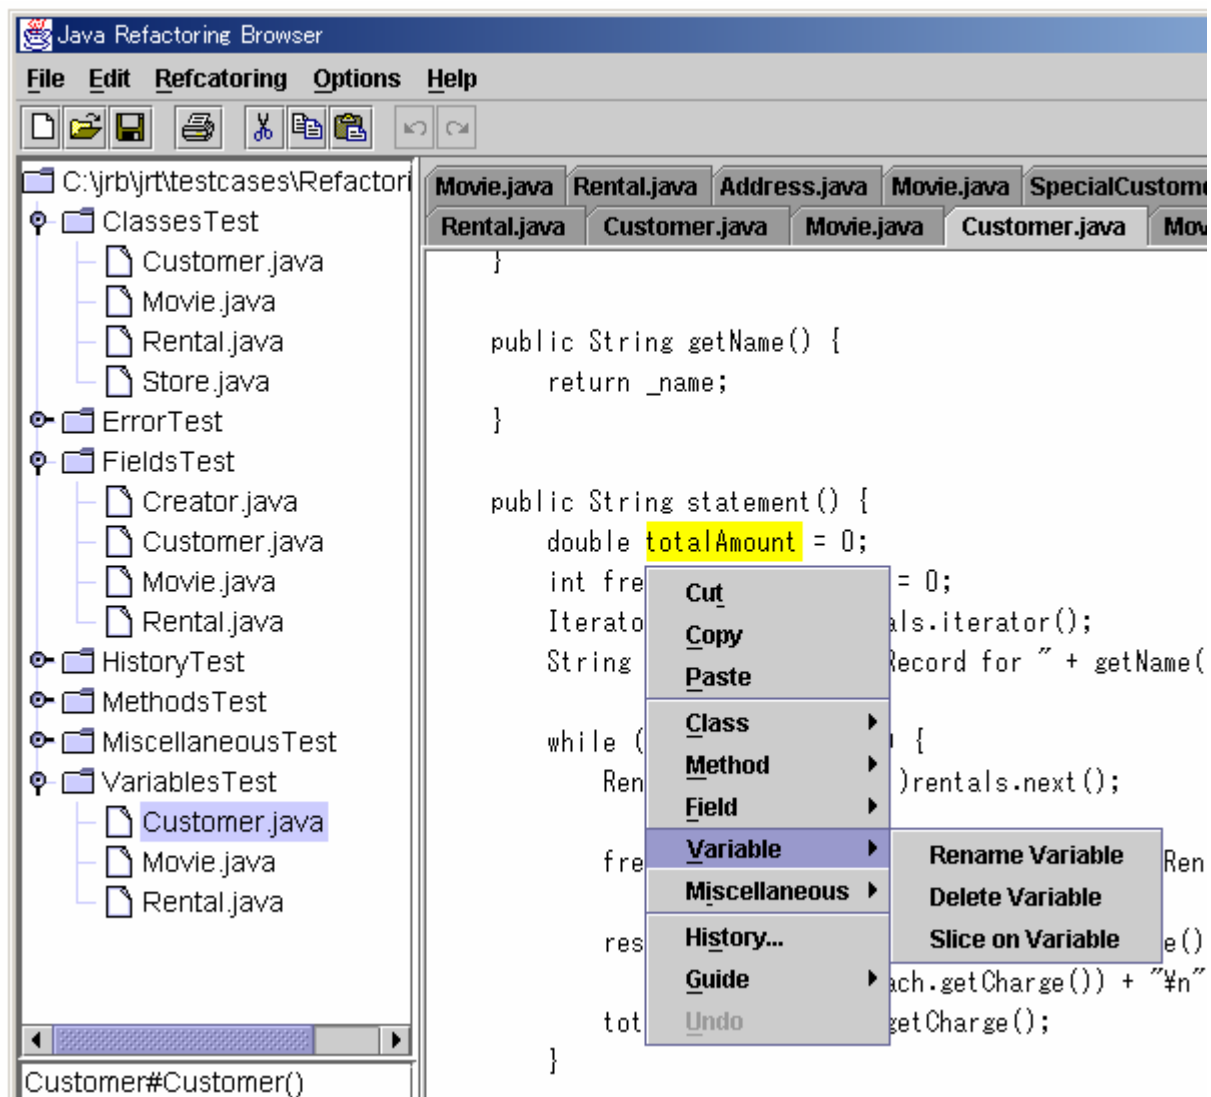 Java Refactoring Browser
File Edit Refcatoring Options Help
C:\jrb\jrt\testcases\Refactori
ClassesTest
Customer.java
Movie.java
Rental.java
Store.java
ErrorTest
FieldsTest
Creator.java
Customer.java
Movie.java
Rental.java
HistoryTest
MethodsTest
MiscellaneousTest
VariablesTest
Customer.java
Movie.java
Rental.java
Customer#Customer()
Movie.java Rental.java Address.java Movie.java SpecialCustome
Rental.java Customer.java Movie.java Customer.java Mov
}
public String getName() {
return _name;
}
public String statement() {
double totalAmount = 0;
int fre = 0;
Iterato als.iterator();
String Record for " + getName(
while ( ) {
Ren )rentals.next();
fre Ren
res e()
ach.getCharge()) + "¥n"
tot getCharge();
}
Cut
Copy
Paste
Class
Method
Field
Variable
Miscellaneous
History...
Guide
Undo
Rename Variable
Delete Variable
Slice on Variable